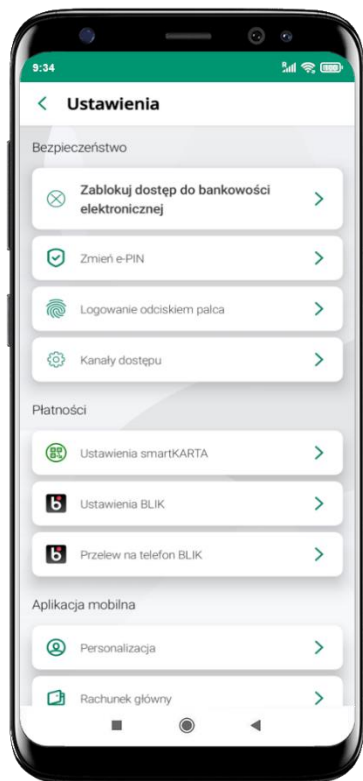 9:34
Ustawienia
Bezpieczeństwo
Zablokuj dostęp do bankowości
elektronicznej
Zmień e-PIN
Logowanie odciskiem palca
Kanały dostępu
Płatności
Ustawienia smartKARTA
Ustawienia BLIK
Przelew na telefon BLIK
Aplikacja mobilna
Personalizacja
Rachunek główny